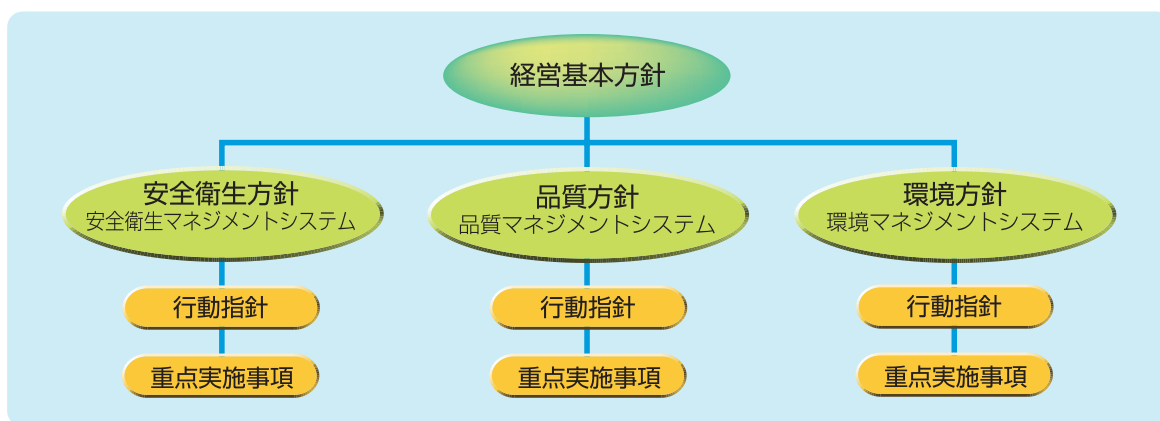 経営基本方針
安全衛生方針
安全衛生マネジメントシステム
品質方針
品質マネジメントシステム
環境方針
環境マネジメントシステム
行動指針
行動指針
行動指針
重点実施事項
重点実施事項
重点実施事項